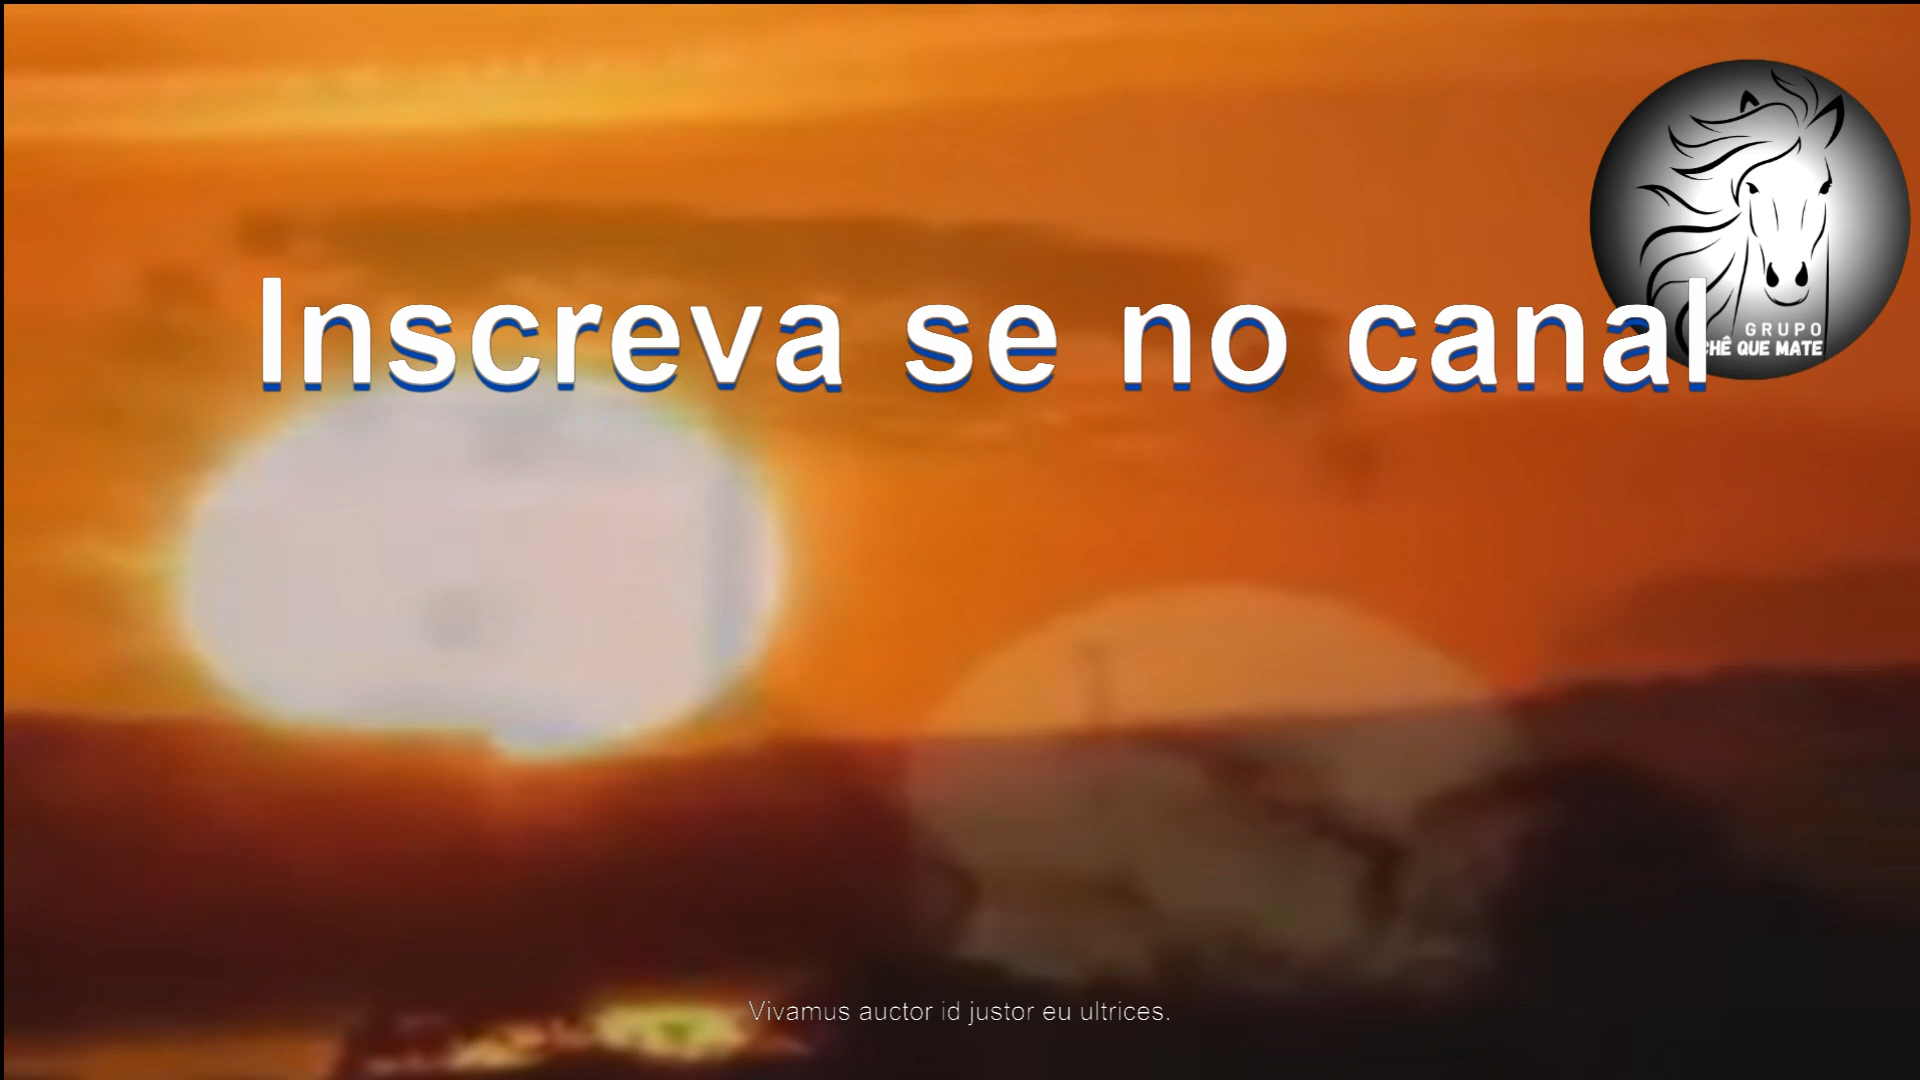 Inscreva se no canal
GRUPO
CHÊ QUE MATE
Vivamus auctor id justor eu ultrices.